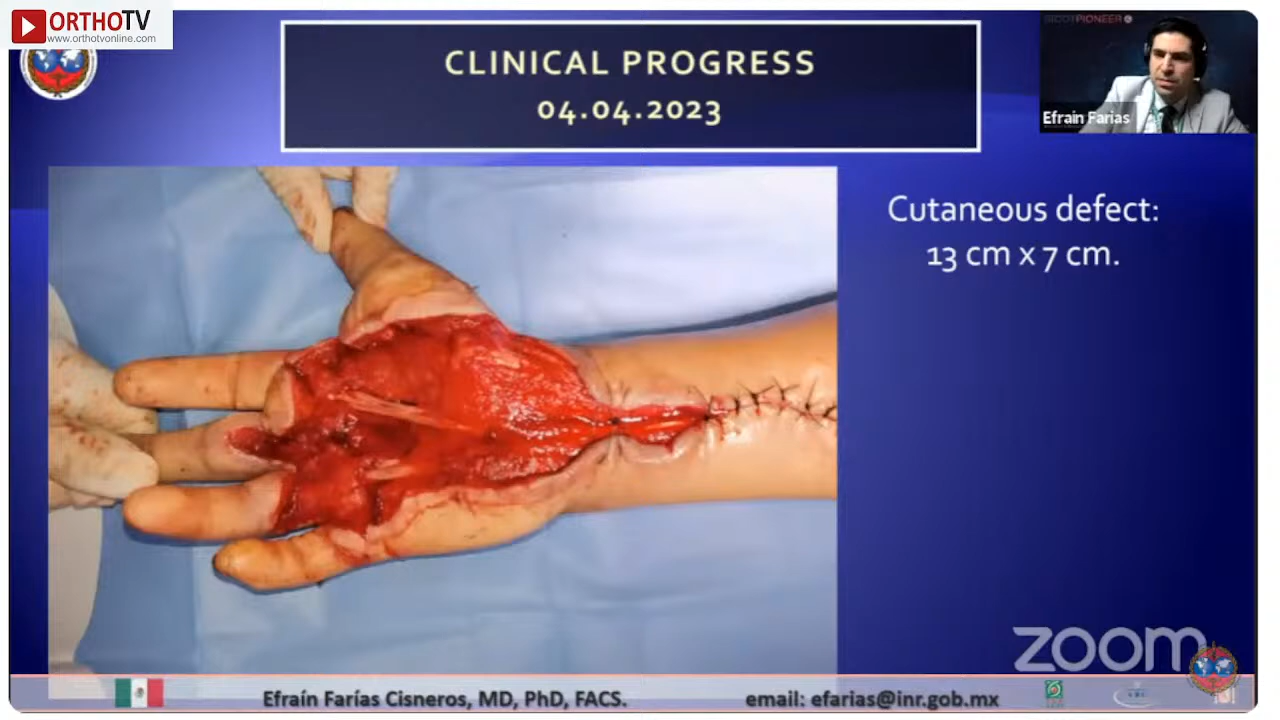 ORTHOTV
www.orthotvonline.com
CLINICAL PROGRESS
04.04.2023
SICOTPIONEER
Efrain Farias
Cutaneous defect:
13 cm x 7 cm.
zoom
Efraín Farías Cisneros, MD, PhD, FACS.
email: efarias@inr.gob.mx